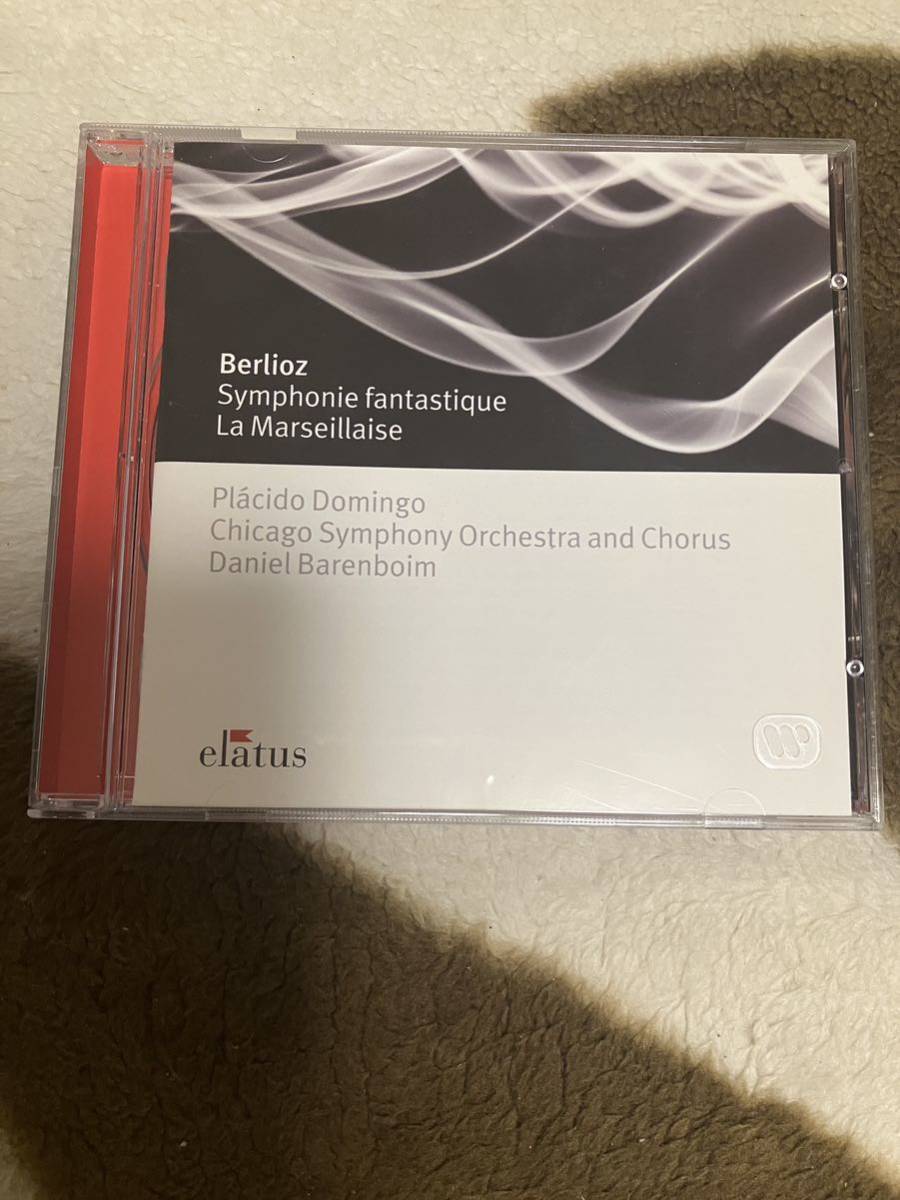 Berlioz
Symphonie fantastique
La Marseillaise
Plácido Domingo
Chicago Symphony Orchestra and Chorus
Daniel Barenboim
elatus